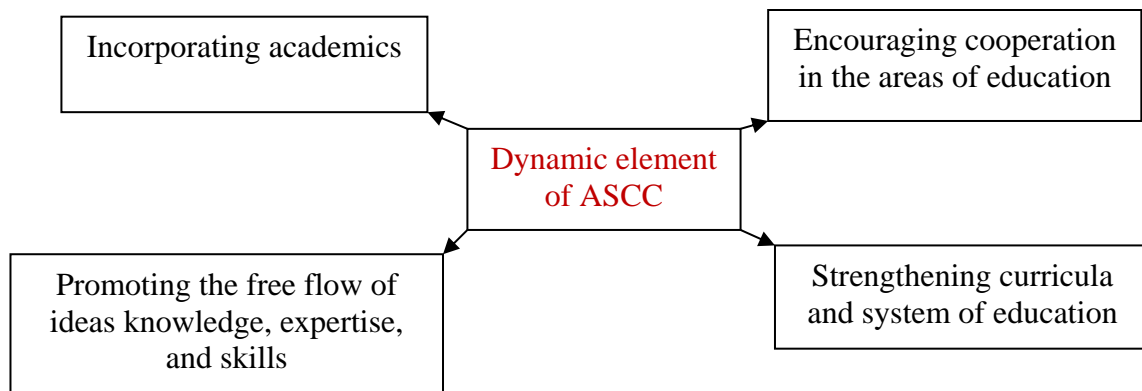 Incorporating academics
Encouraging cooperation
in the areas of education
Dynamic element
of ASCC
Promoting the free flow of
ideas knowledge, expertise,
and skills
Strengthening curricula
and system of education